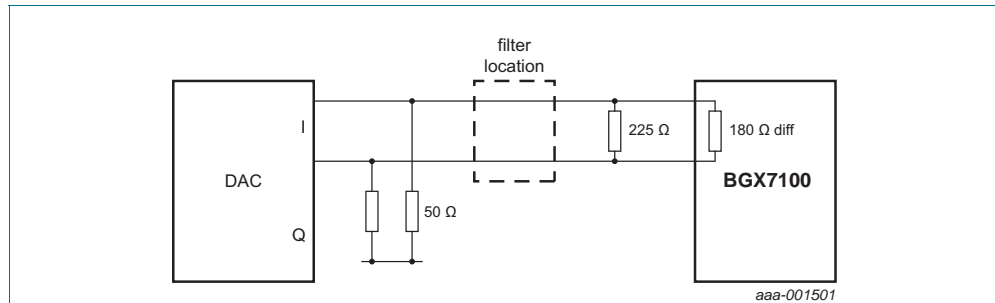 filter
location
I
225 Ω
180 Ω diff
DAC
BGX7100
50 Ω
Q
aaa-001501